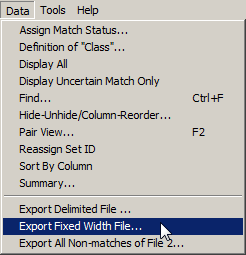 Data Tools Help
Assign Match Status...
Definition of "Class"...
Display All
Display Uncertain Match Only
Find... Ctrl+F
Hide-Unhide/Column-Reorder...
Pair View... F2
Reassign Set ID
Sort By Column
Summary...
Export Delimited File ...
Export Fixed Width File...
Export All Non-matches of File 2...